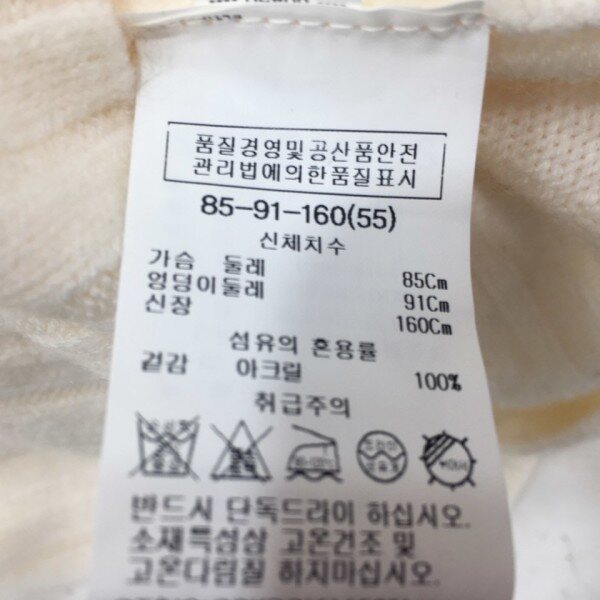 품질경영및공산품안전
관리법에의한품질표시
85-91-160(55)
신체치수
가슴 둘레 85Cm
엉덩이둘레 91Cm
신장 160Cm
섬유의 혼용률
겉감 아크릴 100%
취급주의
드라이
반드시 단독드라이 하십시오.
소재특성상 고온건조 및
고온다림질 하지마십시오.